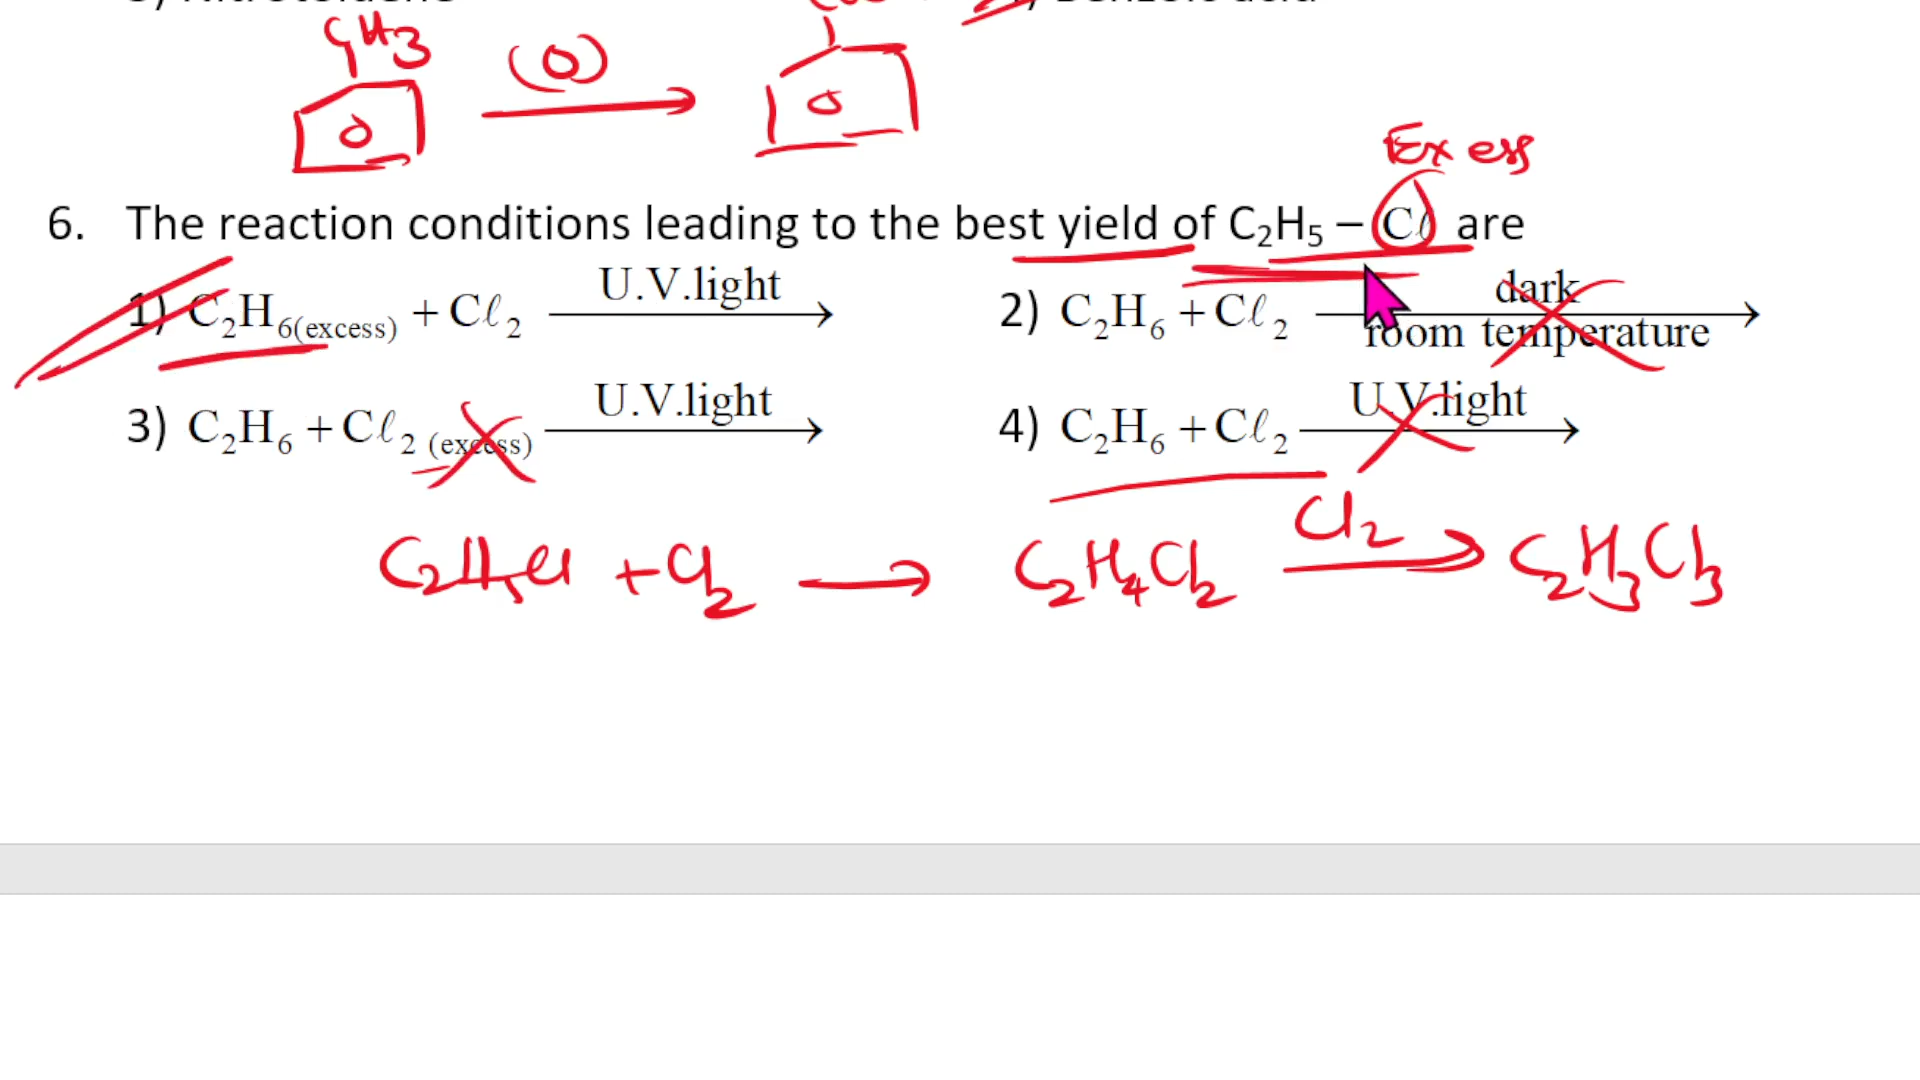 CH3 (O)
O O
Excess
6. The reaction conditions leading to the best yield of C₂H₅ – Cℓ are
1) C₂H₆(excess) + Cℓ₂ U.V.light → 2) C₂H₆ + Cℓ₂ dark room temperature →
3) C₂H₆ + Cℓ₂ (excess) U.V.light → 4) C₂H₆ + Cℓ₂ U.V.light →
C₂H₅Cl + Cl₂ → C₂H₄Cl₂ Cl₂ → C₂H₃Cl₃